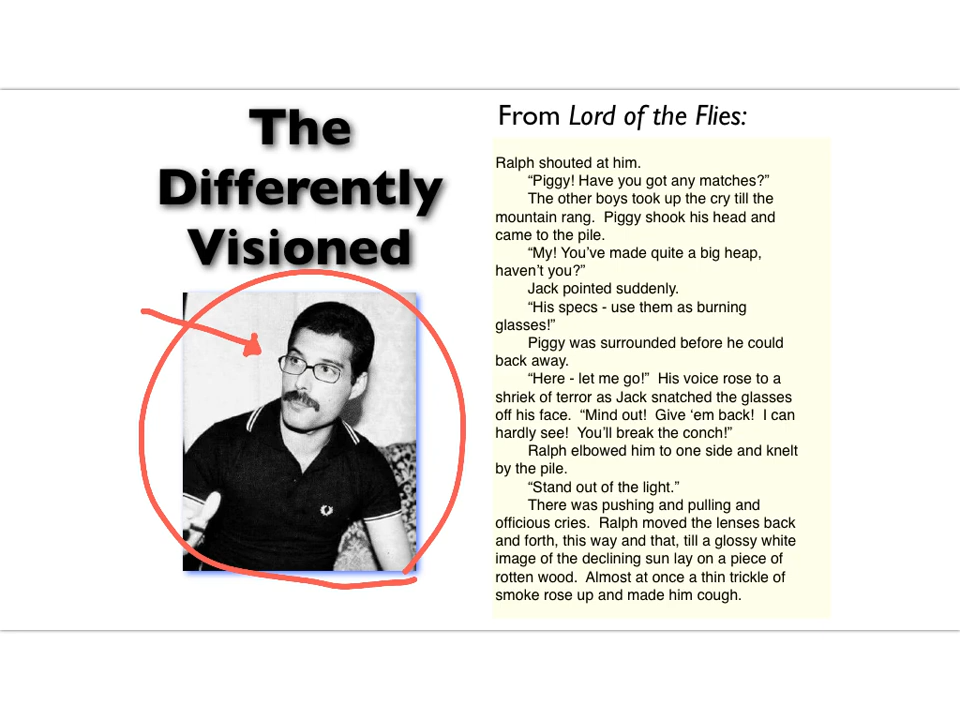 The
Differently
Visioned
From Lord of the Flies:
Ralph shouted at him.
“Piggy! Have you got any matches?”
The other boys took up the cry till the
mountain rang.  Piggy shook his head and
came to the pile.
“My! You’ve made quite a big heap,
haven’t you?”
Jack pointed suddenly.
“His specs - use them as burning
glasses!”
Piggy was surrounded before he could
back away.
“Here - let me go!”  His voice rose to a
shriek of terror as Jack snatched the glasses
off his face.  “Mind out!  Give ‘em back!  I can
hardly see!  You’ll break the conch!”
Ralph elbowed him to one side and knelt
by the pile.
“Stand out of the light.”
There was pushing and pulling and
officious cries.  Ralph moved the lenses back
and forth, this way and that, till a glossy white
image of the declining sun lay on a piece of
rotten wood.  Almost at once a thin trickle of
smoke rose up and made him cough.